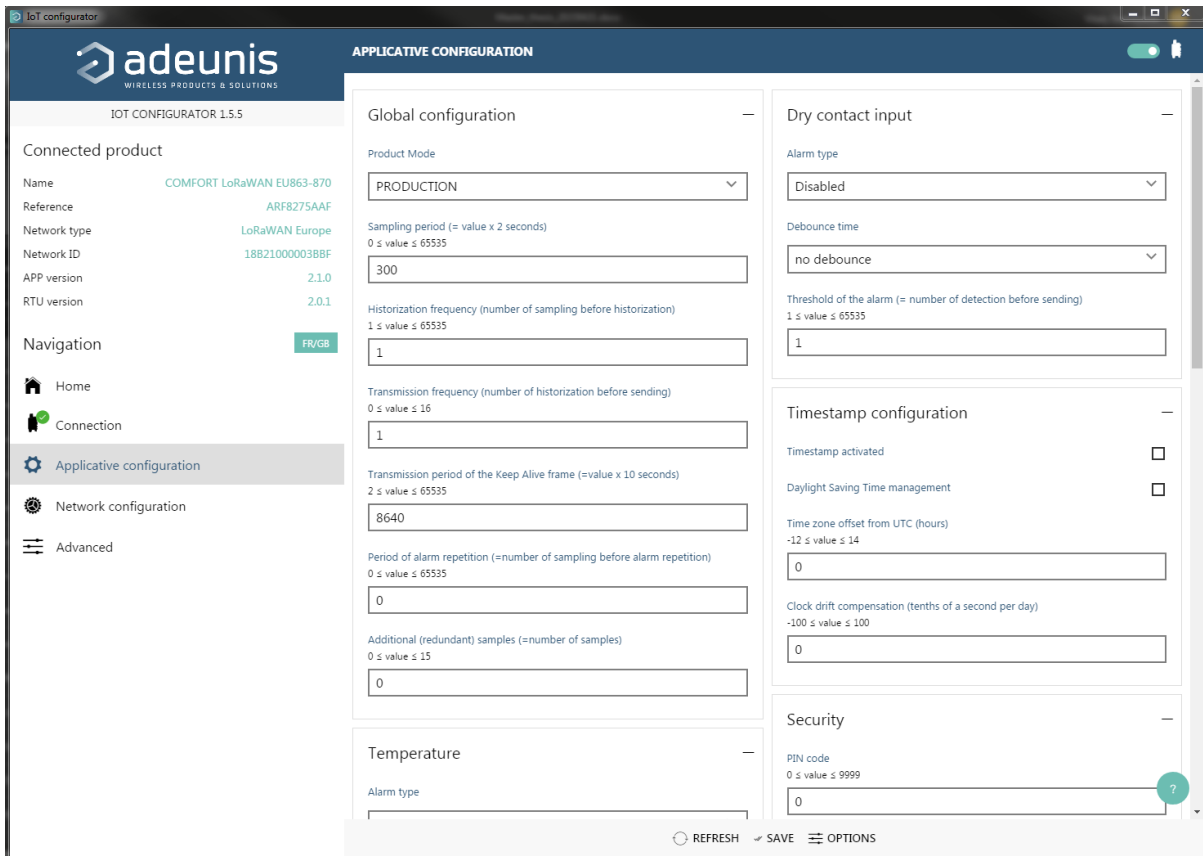 IoT configurator
adeunis
WIRELESS PRODUCTS & SOLUTIONS
IOT CONFIGURATOR 1.5.5
Connected product
Name COMFORT LoRaWAN EU863-870
Reference ARF8275AAF
Network type LoRaWAN Europe
Network ID 18B21000003BBF
APP version 2.1.0
RTU version 2.0.1
Navigation FR/GB
Home
Connection
Applicative configuration
Network configuration
Advanced
APPLICATIVE CONFIGURATION
Global configuration
Product Mode
PRODUCTION
Sampling period (= value x 2 seconds)
0 ≤ value ≤ 65535
300
Historization frequency (number of sampling before historization)
1 ≤ value ≤ 65535
1
Transmission frequency (number of historization before sending)
0 ≤ value ≤ 16
1
Transmission period of the Keep Alive frame (=value x 10 seconds)
2 ≤ value ≤ 65535
8640
Period of alarm repetition (=number of sampling before alarm repetition)
0 ≤ value ≤ 65535
0
Additional (redundant) samples (=number of samples)
0 ≤ value ≤ 15
0
Temperature
Alarm type
Dry contact input
Alarm type
Disabled
Debounce time
no debounce
Threshold of the alarm (= number of detection before sending)
1 ≤ value ≤ 65535
1
Timestamp configuration
Timestamp activated
Daylight Saving Time management
Time zone offset from UTC (hours)
-12 ≤ value ≤ 14
0
Clock drift compensation (tenths of a second per day)
-100 ≤ value ≤ 100
0
Security
PIN code
0 ≤ value ≤ 9999
0
?
REFRESH SAVE OPTIONS